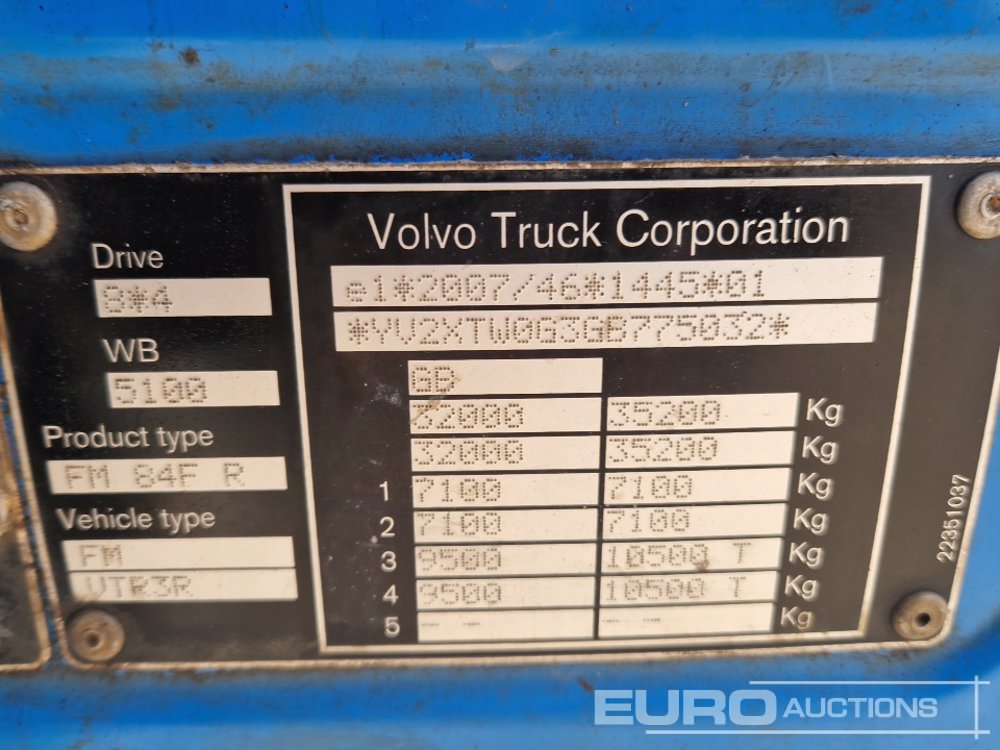 Drive
8*4
WB
5100
Product type
FM 84F R
Vehicle type
FM
VTR3R
Volvo Truck Corporation
e1*2007/46*1445*01
*YV2XTW0G3GB775032*
GB
32000 35200 Kg
32000 35200 Kg
1 7100 7100 Kg
2 7100 7100 Kg
3 9500 10500 T Kg
4 9500 10500 T Kg
5 Kg
22351037
EURO AUCTIONS